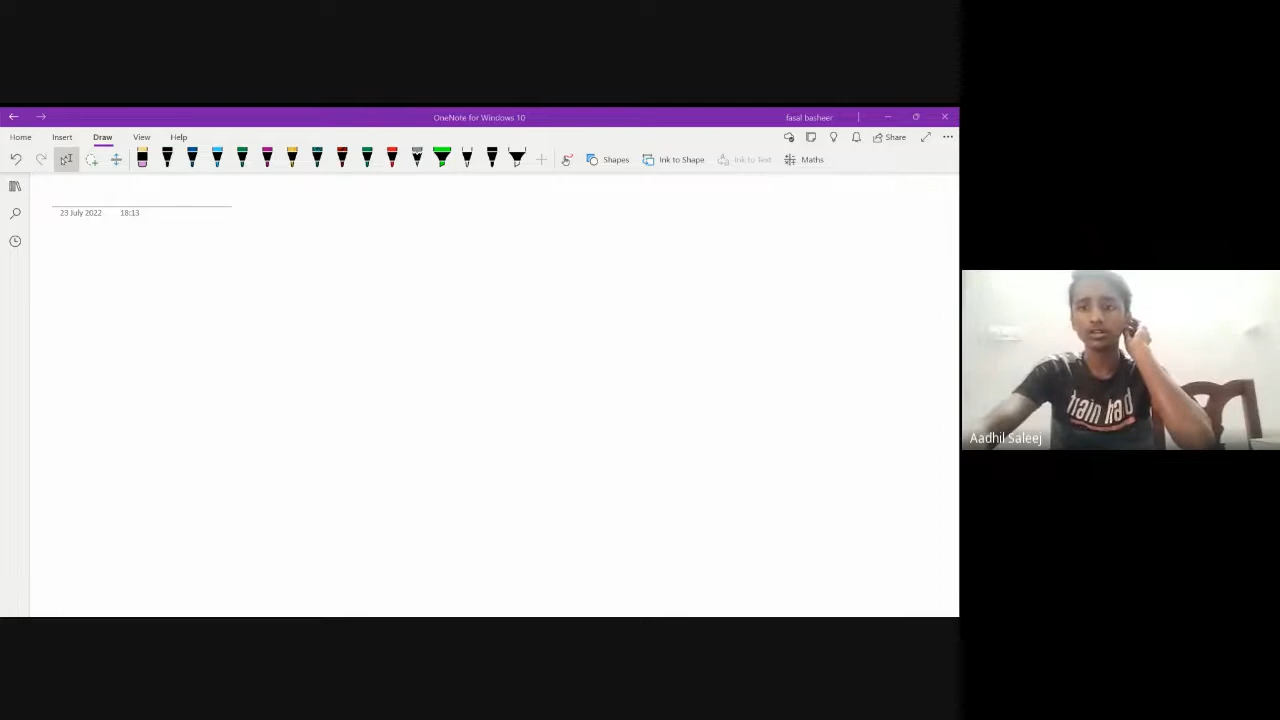 OneNote for Windows 10
fasal basheer
Home Insert Draw View Help
Share
Shapes Ink to Shape Ink to Text Maths
23 July 2022 18:13
train had
Aadhil Saleej